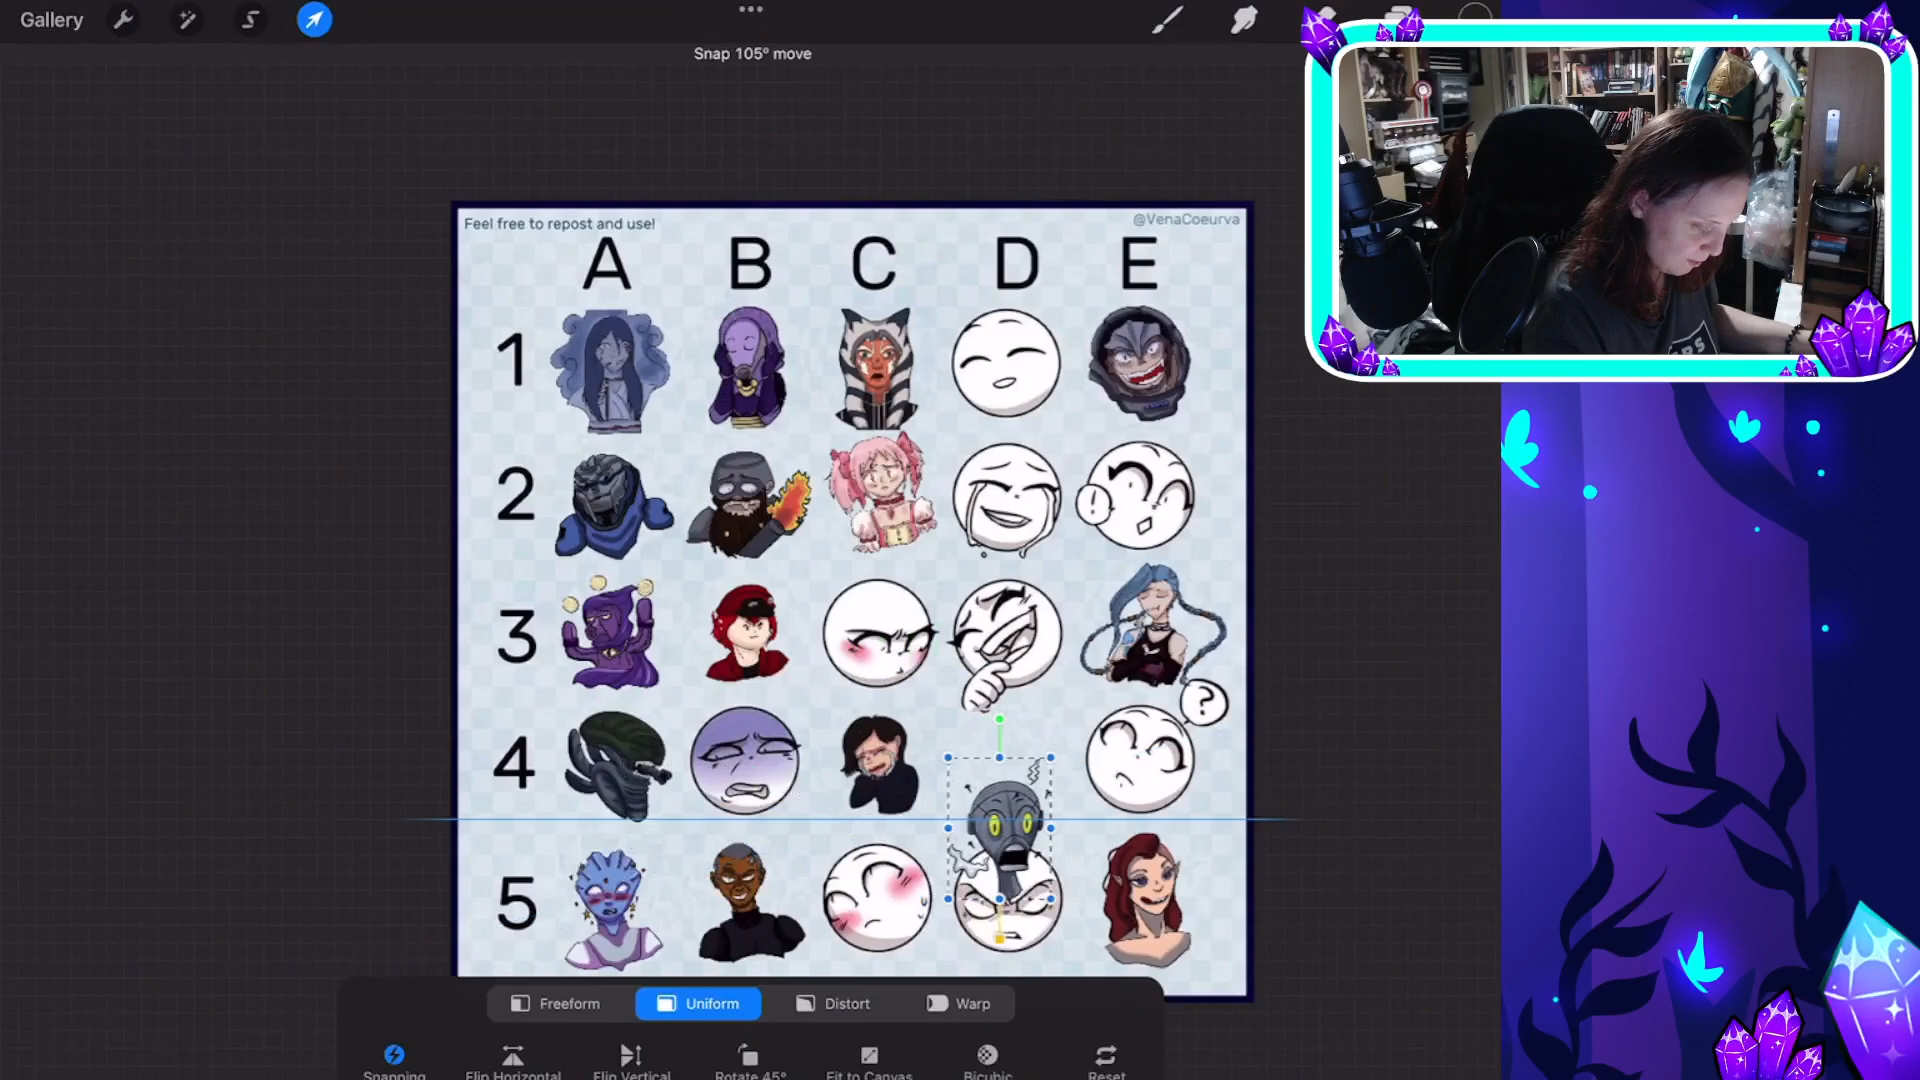 Gallery
Snap 105° move
Feel free to repost and use!
@VenaCoeurva
A B C D E
1
2
!
3
?
4
5
Freeform Uniform Distort Warp
Snapping Flip Horizontal Flip Vertical Rotate 45° Fit to Canvas Bicubic Reset